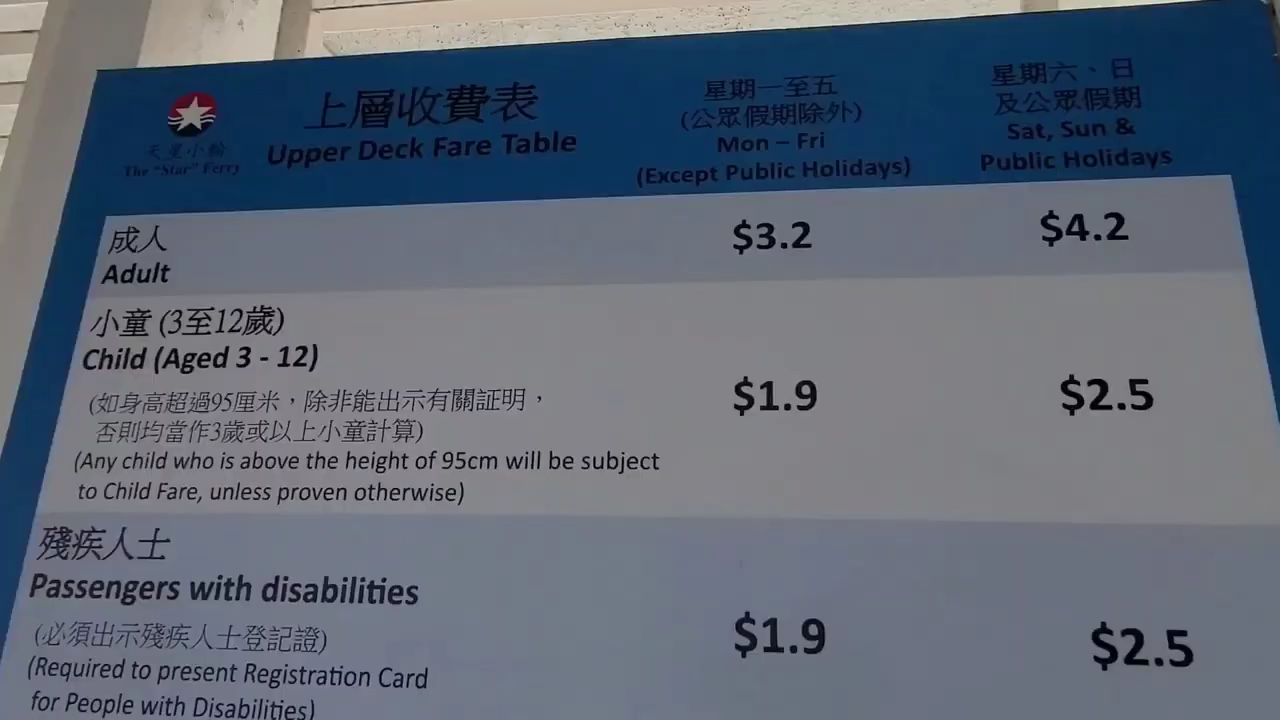 天星小輪
The "Star" Ferry
上層收費表
Upper Deck Fare Table
星期一至五
(公眾假期除外)
Mon – Fri
(Except Public Holidays)
星期六、日
及公眾假期
Sat, Sun &
Public Holidays
成人
Adult
$3.2
$4.2
小童 (3至12歲)
Child (Aged 3 - 12)
(如身高超過95厘米，除非能出示有關証明，
否則均當作3歲或以上小童計算)
(Any child who is above the height of 95cm will be subject
to Child Fare, unless proven otherwise)
$1.9
$2.5
殘疾人士
Passengers with disabilities
(必須出示殘疾人士登記證)
(Required to present Registration Card
for People with Disabilities)
$1.9
$2.5